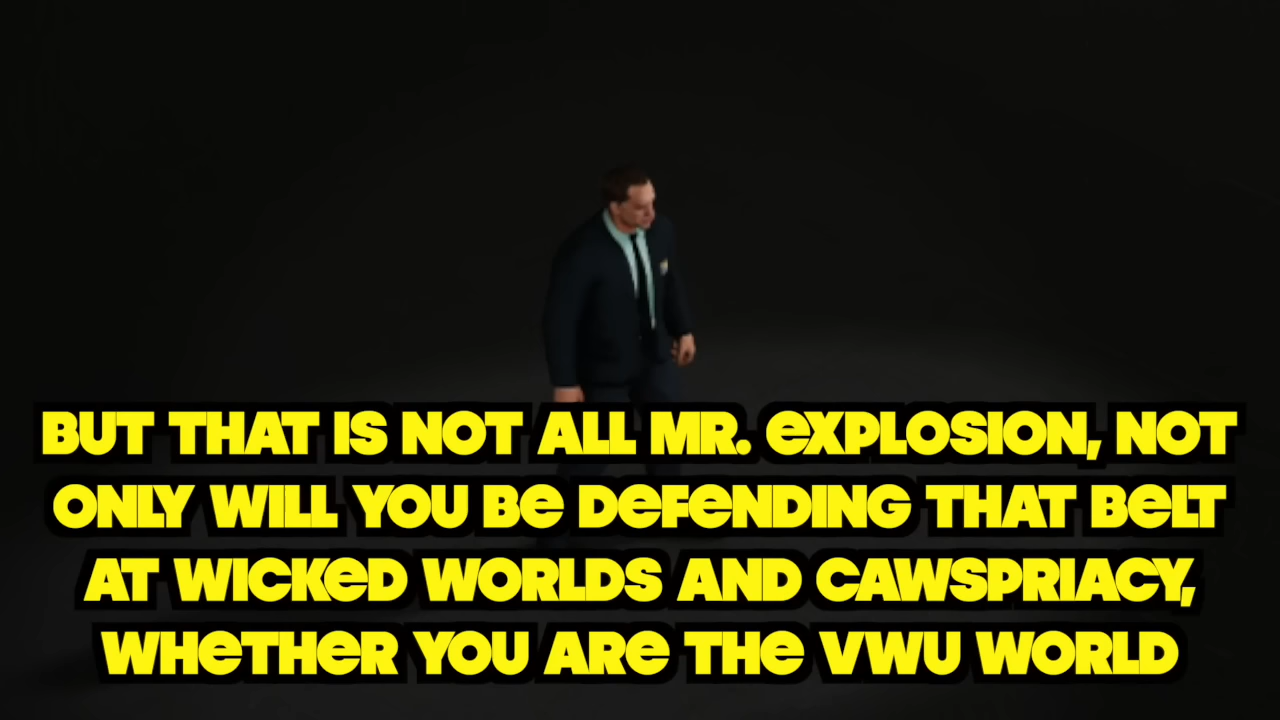 BUT THAT IS NOT ALL MR. eXPLOSION, NOT
ONLY WILL YOU Be DeFeNDING THAT BeLT
AT WICKeD WORLDS AND CAWSPRIACY,
WHeTHeR YOU ARe THe VWU WORLD